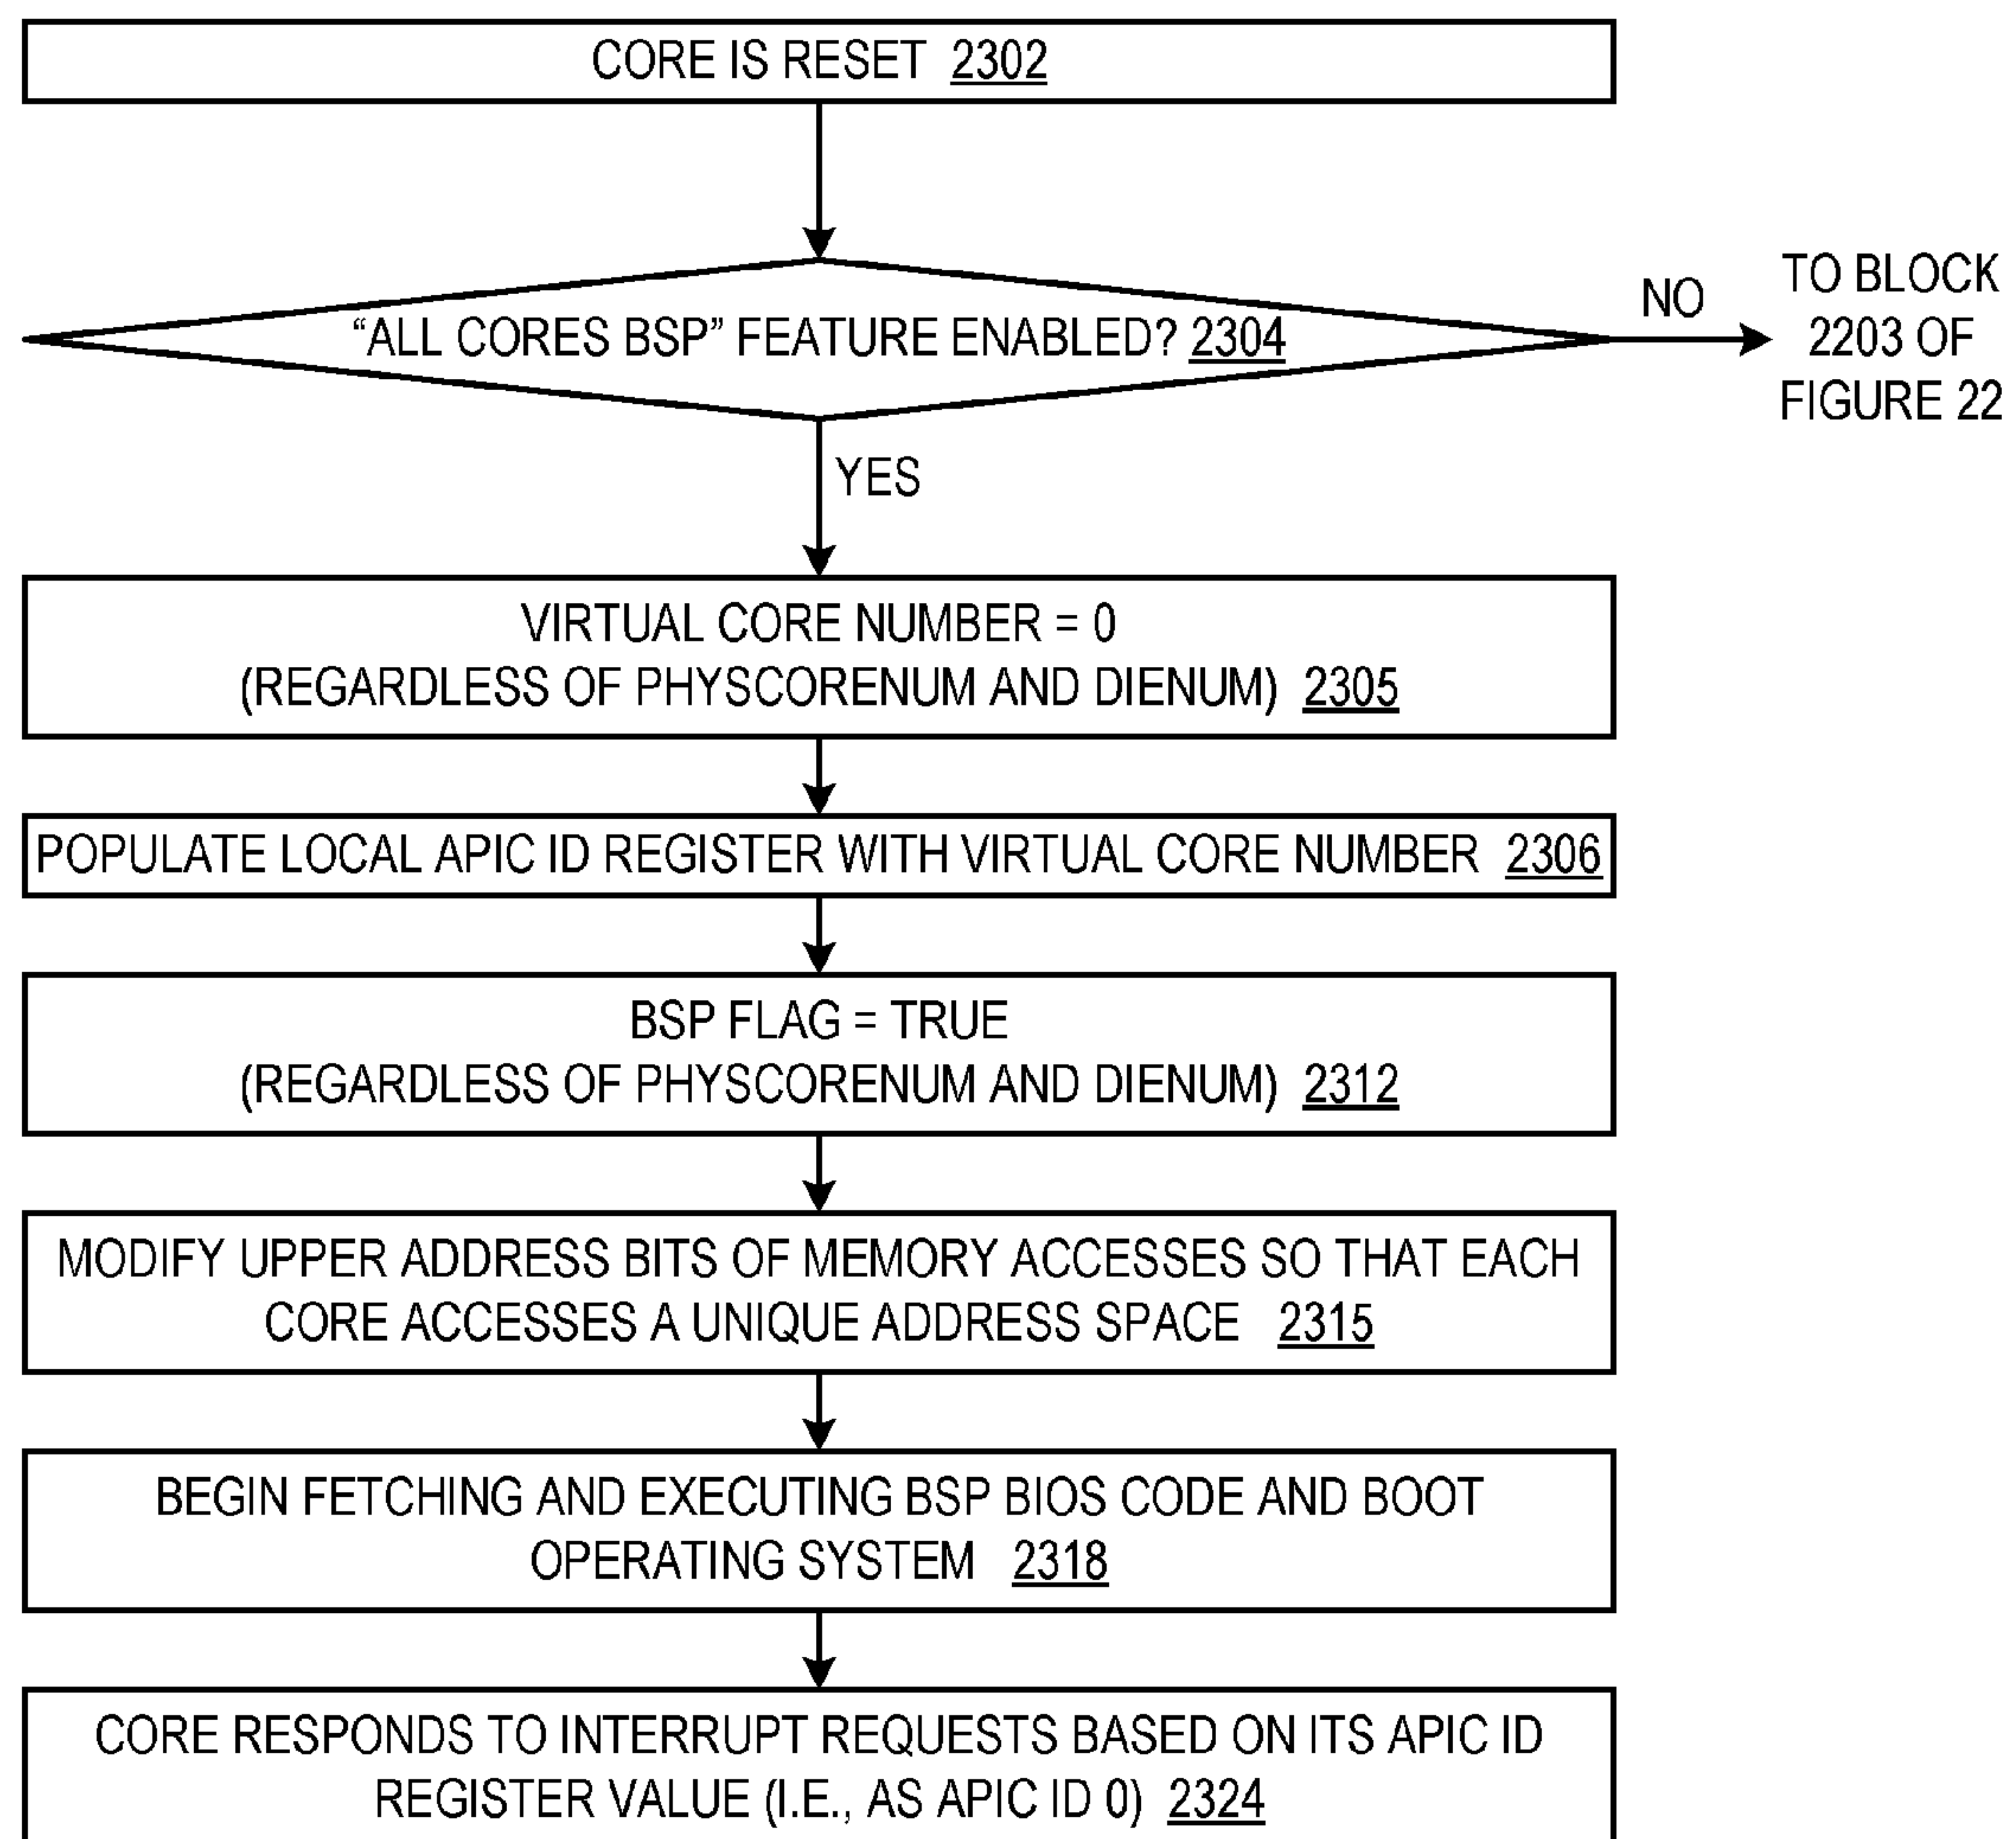 CORE IS RESET 2302
"ALL CORES BSP" FEATURE ENABLED? 2304
NO
TO BLOCK
2203 OF
FIGURE 22
YES
VIRTUAL CORE NUMBER = 0
(REGARDLESS OF PHYSCORENUM AND DIENUM) 2305
POPULATE LOCAL APIC ID REGISTER WITH VIRTUAL CORE NUMBER 2306
BSP FLAG = TRUE
(REGARDLESS OF PHYSCORENUM AND DIENUM) 2312
MODIFY UPPER ADDRESS BITS OF MEMORY ACCESSES SO THAT EACH
CORE ACCESSES A UNIQUE ADDRESS SPACE 2315
BEGIN FETCHING AND EXECUTING BSP BIOS CODE AND BOOT
OPERATING SYSTEM 2318
CORE RESPONDS TO INTERRUPT REQUESTS BASED ON ITS APIC ID
REGISTER VALUE (I.E., AS APIC ID 0) 2324